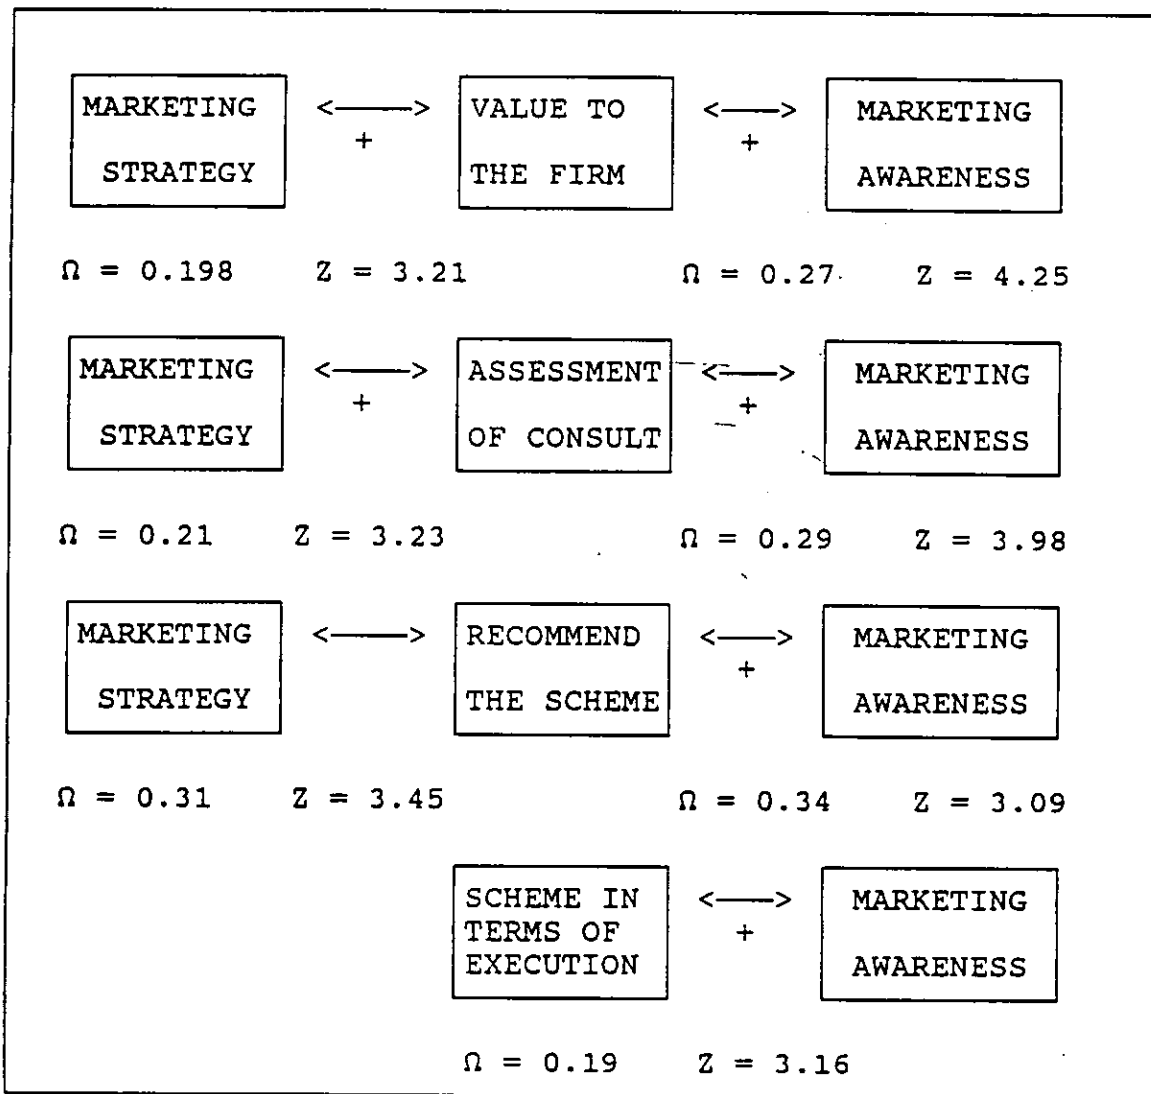 MARKETING <———> VALUE TO <———> MARKETING
+ +
STRATEGY THE FIRM AWARENESS
Ω = 0.198 Z = 3.21 Ω = 0.27 Z = 4.25
MARKETING <———> ASSESSMENT <———> MARKETING
+ +
STRATEGY OF CONSULT AWARENESS
Ω = 0.21 Z = 3.23 Ω = 0.29 Z = 3.98
MARKETING <———> RECOMMEND <———> MARKETING
+
STRATEGY THE SCHEME AWARENESS
Ω = 0.31 Z = 3.45 Ω = 0.34 Z = 3.09
SCHEME IN <———> MARKETING
TERMS OF +
EXECUTION AWARENESS
Ω = 0.19 Z = 3.16